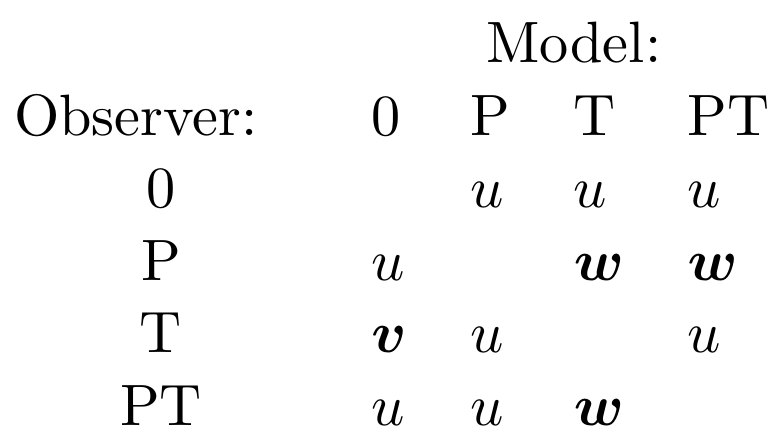 Model:
Observer: 0 P T PT
0 u u u
P u w w
T v u u
PT u u w